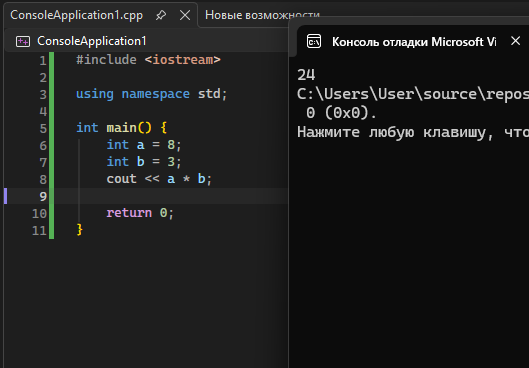 ConsoleApplication1.cpp
Новые возможности
ConsoleApplication1
1 #include <iostream>
2
3 using namespace std;
4
5 int main() {
6 int a = 8;
7 int b = 3;
8 cout << a * b;
9
10 return 0;
11 }
Консоль отладки Microsoft Vi
24
C:\Users\User\source\repos
0 (0x0).
Нажмите любую клавишу, что